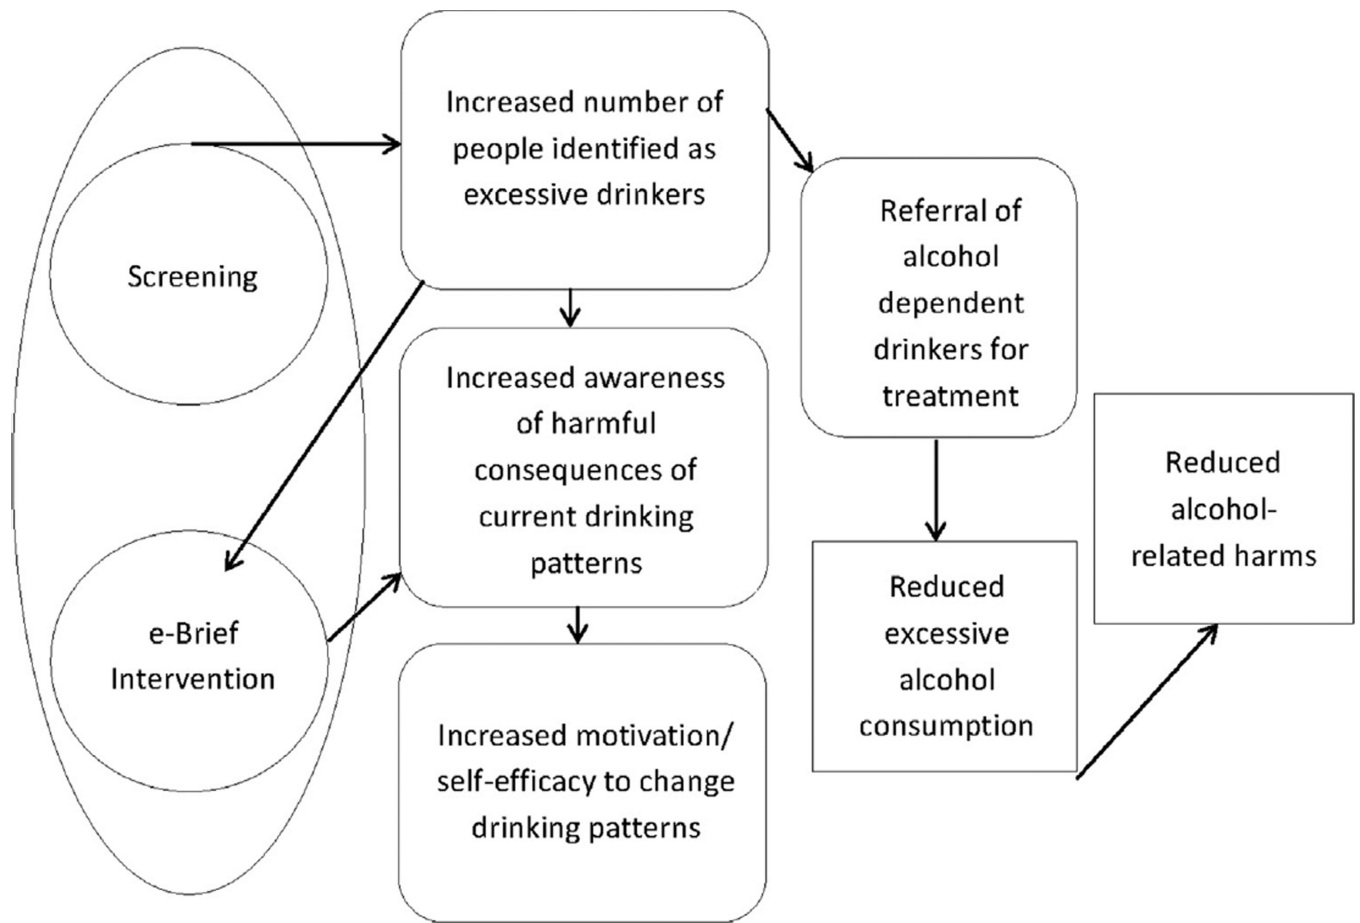 Screening
e-Brief
Intervention
Increased number of
people identified as
excessive drinkers
Increased awareness
of harmful
consequences of
current drinking
patterns
Increased motivation/
self-efficacy to change
drinking patterns
Referral of
alcohol
dependent
drinkers for
treatment
Reduced
excessive
alcohol
consumption
Reduced
alcohol-
related harms